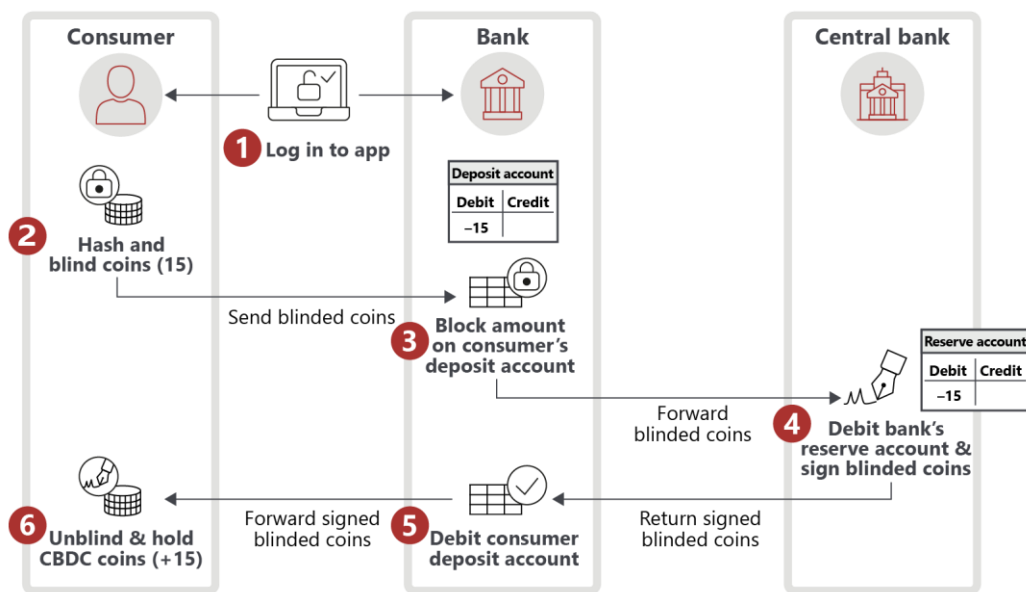 Consumer
Bank
Central bank
1
Log in to app
Deposit account
Debit Credit
–15
2
Hash and
blind coins (15)
Send blinded coins
3
Block amount
on consumer’s
deposit account
Forward
blinded coins
Reserve account
Debit Credit
–15
4
Debit bank’s
reserve account &
sign blinded coins
Return signed
blinded coins
5
Debit consumer
deposit account
Forward signed
blinded coins
6
Unblind & hold
CBDC coins (+15)